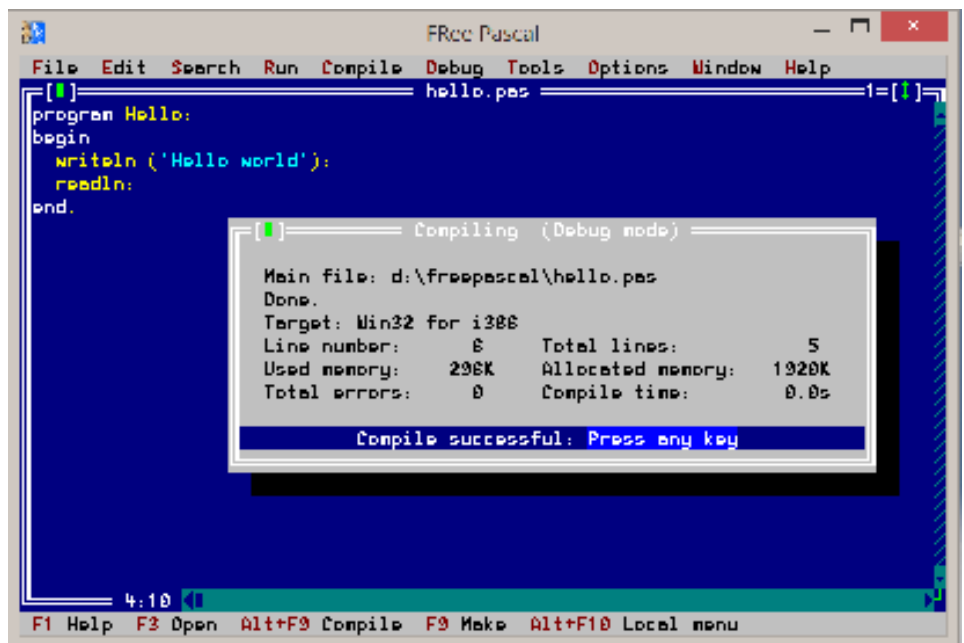 FRee Pascal
File Edit Search Run Compile Debug Tools Options Window Help
[■] hello.pas 1=[↕]
program Hello;
begin
writeln ('Hello world');
readln;
end.
[■] Compiling (Debug mode)
Main file: d:\freepascal\hello.pas
Done.
Target: Win32 for i386
Line number: 6 Total lines: 5
Used memory: 296K Allocated memory: 1920K
Total errors: 0 Compile time: 0.0s
Compile successful: Press any key
4:10
F1 Help F3 Open Alt+F9 Compile F9 Make Alt+F10 Local menu